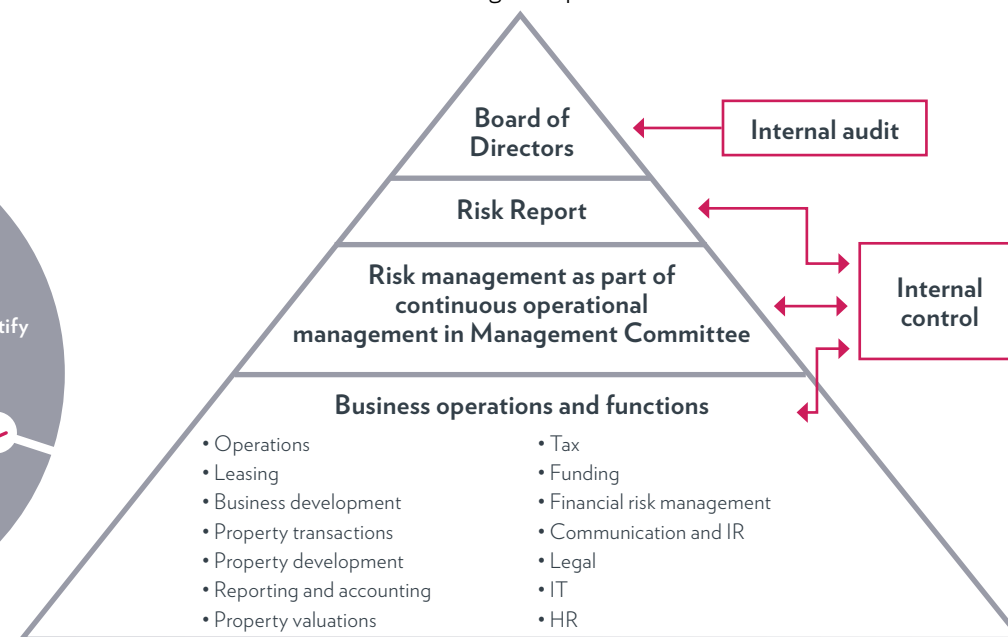 Board of
Directors
Internal audit
Risk Report
Risk management as part of
continuous operational
management in Management Committee
Internal
control
Business operations and functions
• Operations
• Leasing
• Business development
• Property transactions
• Property development
• Reporting and accounting
• Property valuations
• Tax
• Funding
• Financial risk management
• Communication and IR
• Legal
• IT
• HR
tify